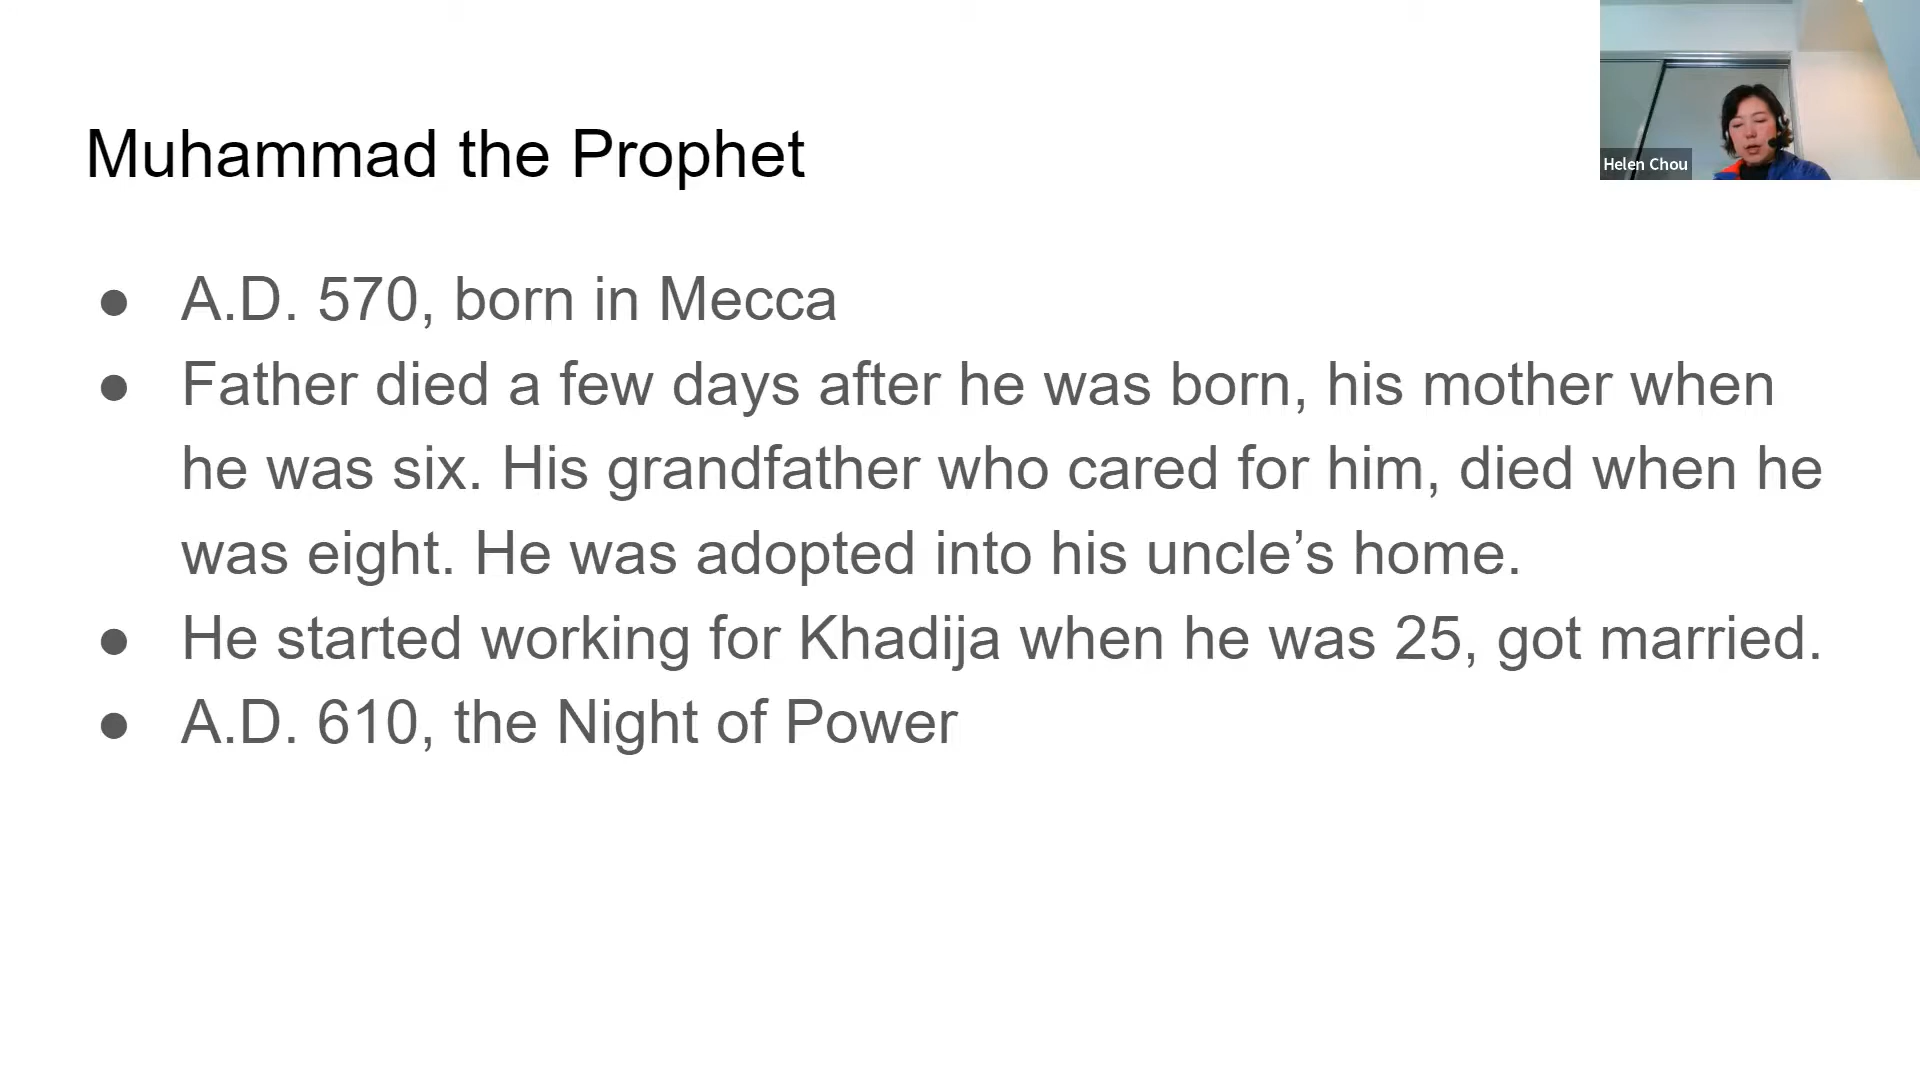 Muhammad the Prophet
Helen Chou
● A.D. 570, born in Mecca
● Father died a few days after he was born, his mother when
he was six. His grandfather who cared for him, died when he
was eight. He was adopted into his uncle’s home.
● He started working for Khadija when he was 25, got married.
● A.D. 610, the Night of Power